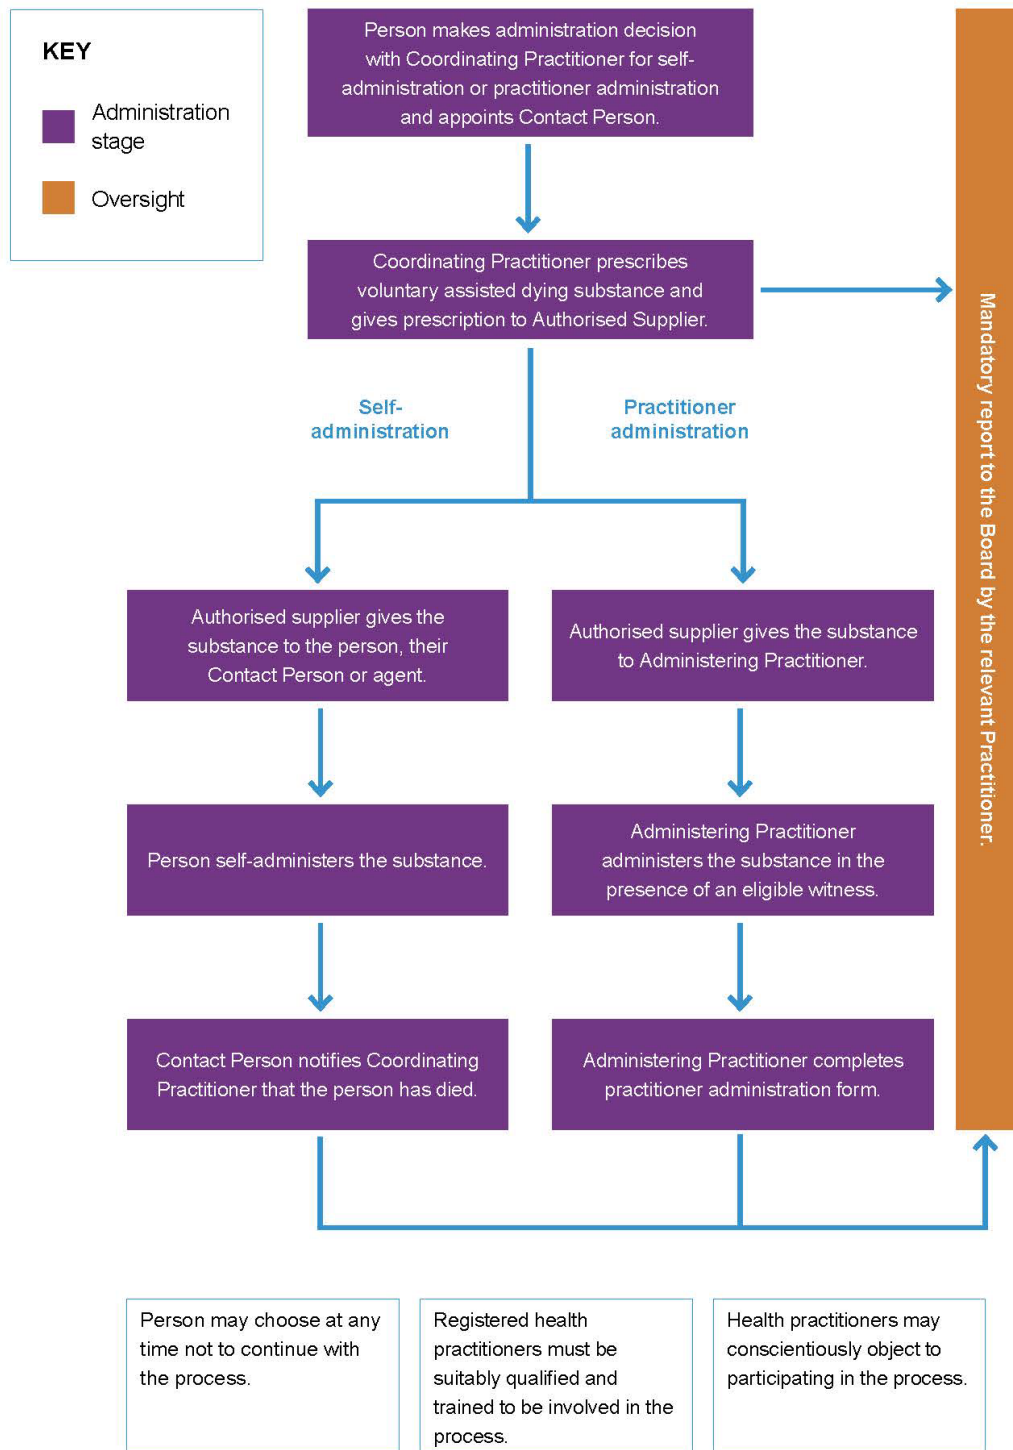 KEY
Administration
stage
Oversight
Person makes administration decision
with Coordinating Practitioner for self-
administration or practitioner administration
and appoints Contact Person.
Coordinating Practitioner prescribes
voluntary assisted dying substance and
gives prescription to Authorised Supplier.
Self-
administration
Practitioner
administration
Authorised supplier gives the
substance to the person, their
Contact Person or agent.
Authorised supplier gives the substance
to Administering Practitioner.
Person self-administers the substance.
Administering Practitioner
administers the substance in the
presence of an eligible witness.
Contact Person notifies Coordinating
Practitioner that the person has died.
Administering Practitioner completes
practitioner administration form.
Mandatory report to the Board by the relevant Practitioner.
Person may choose at any
time not to continue with
the process.
Registered health
practitioners must be
suitably qualified and
trained to be involved in the
process.
Health practitioners may
conscientiously object to
participating in the process.